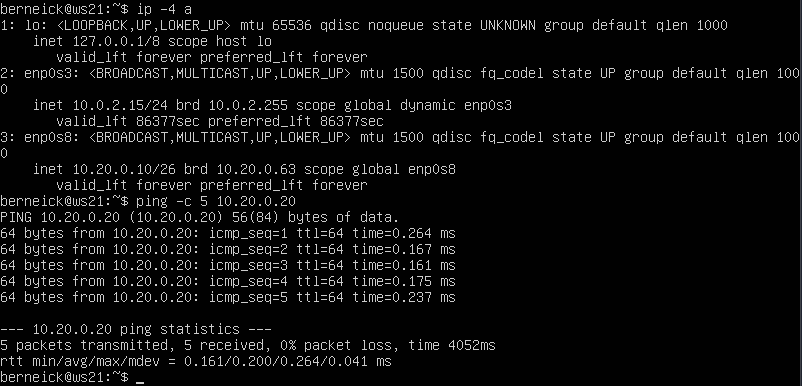 berneick@ws21:~$ ip -4 a
1: lo: <LOOPBACK,UP,LOWER_UP> mtu 65536 qdisc noqueue state UNKNOWN group default qlen 1000
    inet 127.0.0.1/8 scope host lo
       valid_lft forever preferred_lft forever
2: enp0s3: <BROADCAST,MULTICAST,UP,LOWER_UP> mtu 1500 qdisc fq_codel state UP group default qlen 100
0
    inet 10.0.2.15/24 brd 10.0.2.255 scope global dynamic enp0s3
       valid_lft 86377sec preferred_lft 86377sec
3: enp0s8: <BROADCAST,MULTICAST,UP,LOWER_UP> mtu 1500 qdisc fq_codel state UP group default qlen 100
0
    inet 10.20.0.10/26 brd 10.20.0.63 scope global enp0s8
       valid_lft forever preferred_lft forever
berneick@ws21:~$ ping -c 5 10.20.0.20
PING 10.20.0.20 (10.20.0.20) 56(84) bytes of data.
64 bytes from 10.20.0.20: icmp_seq=1 ttl=64 time=0.264 ms
64 bytes from 10.20.0.20: icmp_seq=2 ttl=64 time=0.167 ms
64 bytes from 10.20.0.20: icmp_seq=3 ttl=64 time=0.161 ms
64 bytes from 10.20.0.20: icmp_seq=4 ttl=64 time=0.175 ms
64 bytes from 10.20.0.20: icmp_seq=5 ttl=64 time=0.237 ms

--- 10.20.0.20 ping statistics ---
5 packets transmitted, 5 received, 0% packet loss, time 4052ms
rtt min/avg/max/mdev = 0.161/0.200/0.264/0.041 ms
berneick@ws21:~$ _